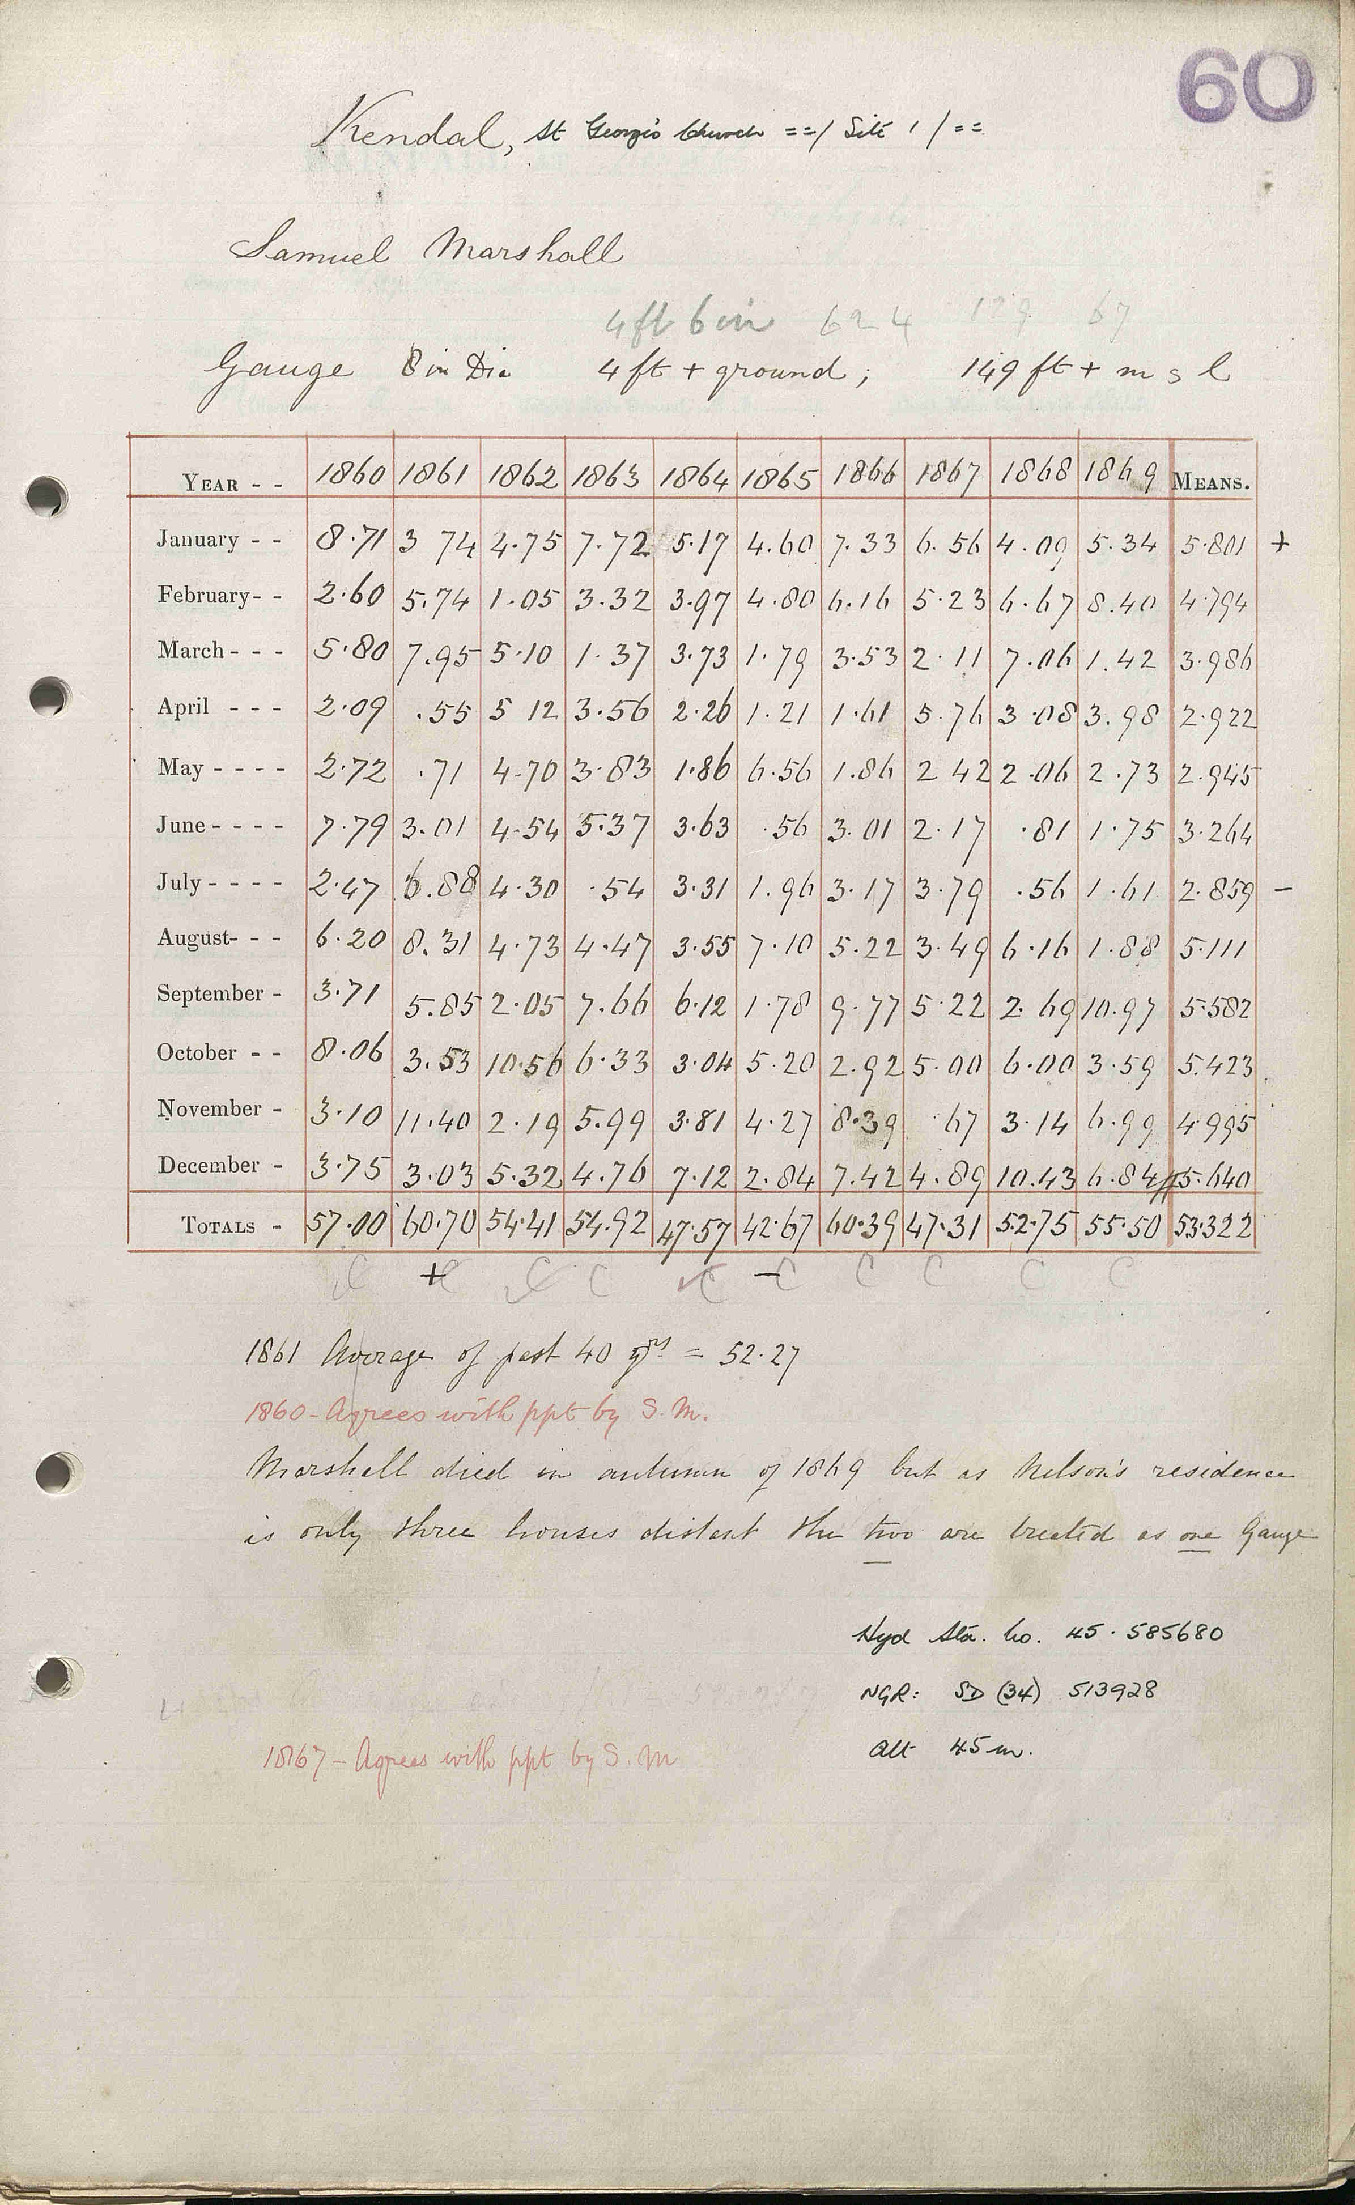 60
Kendal, St George's Church ==/ Site 1 /==
Samuel Marshall
4ft 6in 624 129 67
Gauge 8 in Dia 4 ft + ground ; 149 ft + m s l
YEAR - - 1860 1861 1862 1863 1864 1865 1866 1867 1868 1869 MEANS.
January - - 8.71 3 74 4.75 7.72 5.17 4.60 7.33 6.56 4.09 5.34 5.801 +
February - - 2.60 5.74 1.05 3.32 3.97 4.80 6.16 5.23 6.67 8.40 4.794
March - - - 5.80 7.95 5.10 1.37 3.73 1.79 3.53 2.11 7.06 1.42 3.986
April - - - 2.09 .55 5 12 3.56 2.26 1.21 1.61 5.76 3.08 3.98 2.922
May - - - - 2.72 .71 4.70 3.83 1.86 6.56 1.86 2 42 2.06 2.73 2.945
June - - - - 7.79 3.01 4.54 5.37 3.63 .56 3.01 2.17 .81 1.75 3.264
July - - - - 2.47 6.88 4.30 .54 3.31 1.96 3.17 3.79 .56 1.61 2.859 -
August - - - 6.20 8.31 4.73 4.47 3.55 7.10 5.22 3.49 6.16 1.88 5.111
September - 3.71 5.85 2.05 7.66 6.12 1.78 9.77 5.22 2.69 10.97 5.582
October - - 8.06 3.53 10.56 6.33 3.04 5.20 2.92 5.00 6.00 3.59 5.423
November - 3.10 11.40 2.19 5.99 3.81 4.27 8.39 .67 3.14 6.99 4.995
December - 3.75 3.03 5.32 4.76 7.12 2.84 7.42 4.89 10.43 6.84 5.640
TOTALS - 57.00 60.70 54.41 54.92 47.57 42.67 60.39 47.31 52.75 55.50 53.322
C + C C C C - C C C C C
1861 Average of past 40 yrs = 52.27
1860 - Agrees with ppt by S. M.
Marshall died in autumn of 1869 but as Nelson's residence
is only three houses distant the two are treated as one Gauge
Hyd Sta. No. 45. 585680
NGR: SD (34) 513928
Alt 45 m.
1867 - Agrees with ppt by S. M